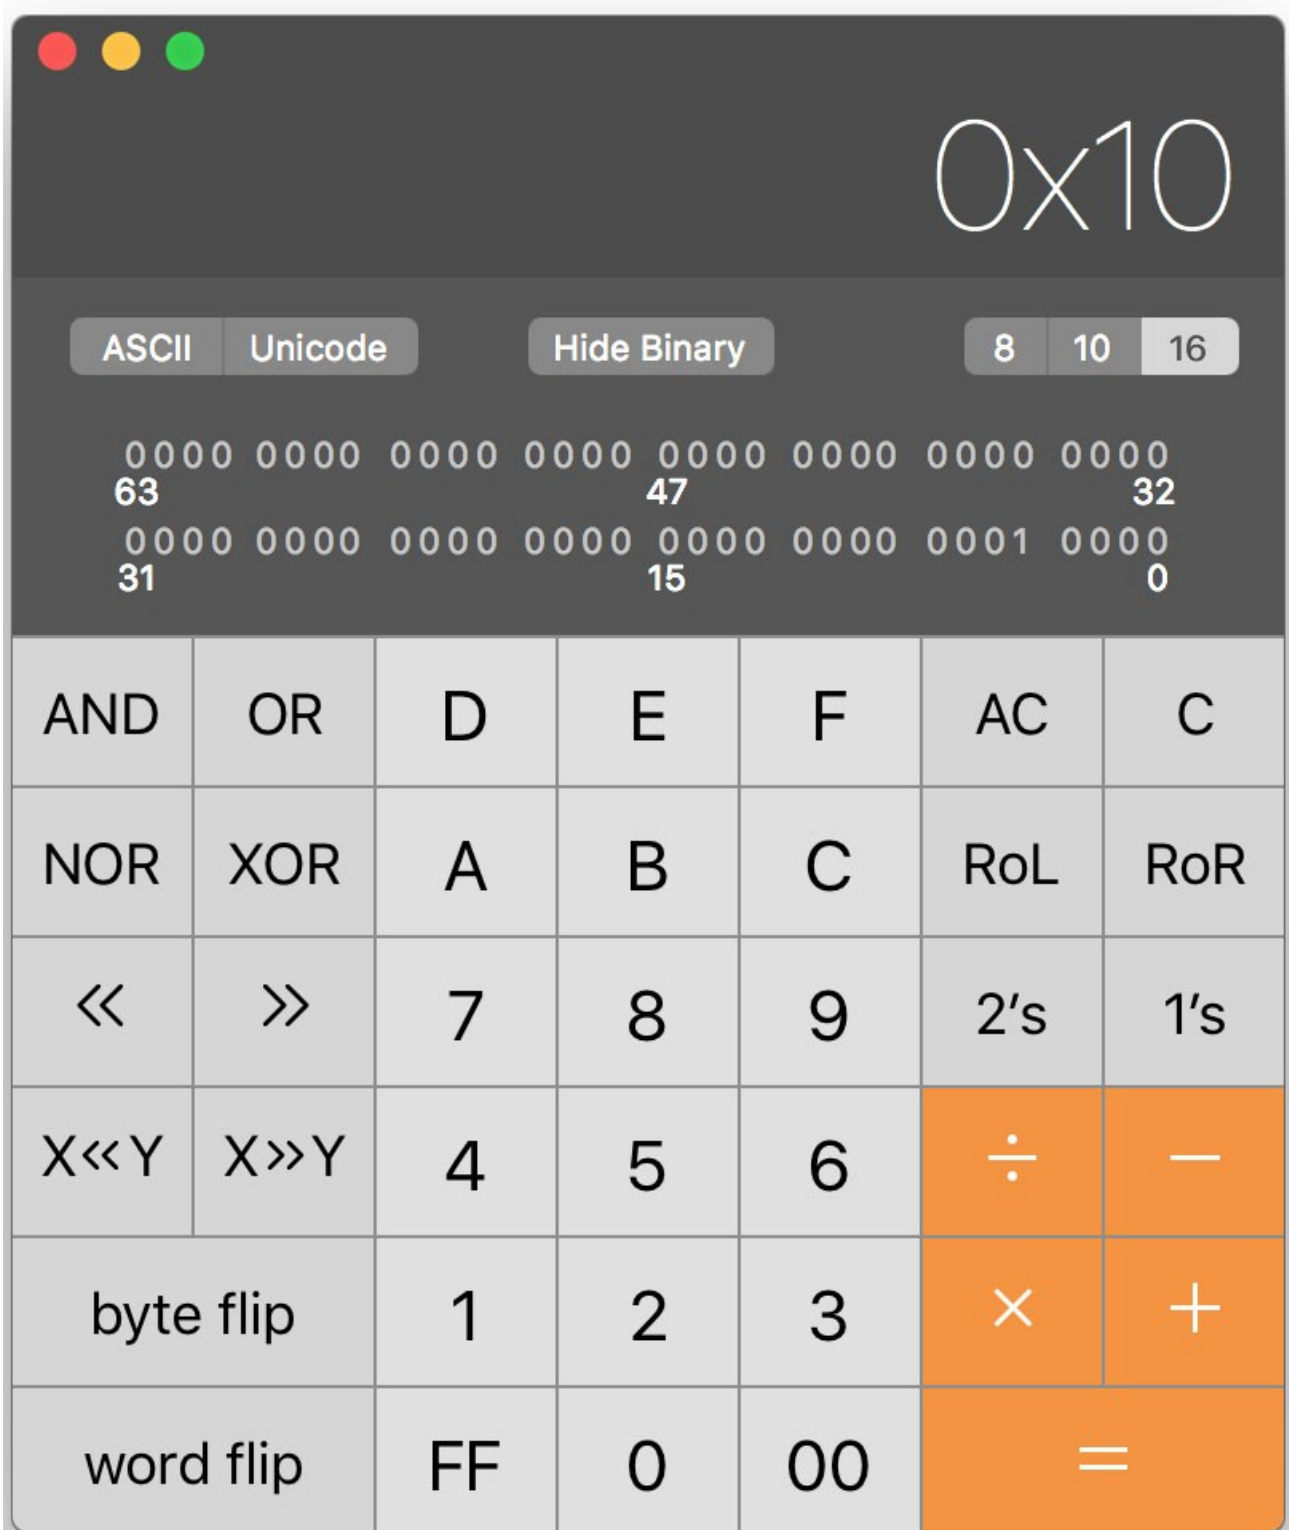 0x10
ASCII Unicode Hide Binary 8 10 16
0000 0000 0000 0000 0000 0000 0000 0000
63 47 32
0000 0000 0000 0000 0000 0000 0001 0000
31 15 0
AND OR D E F AC C
NOR XOR A B C RoL RoR
« » 7 8 9 2's 1's
X«Y X»Y 4 5 6 ÷ −
byte flip 1 2 3 × +
word flip FF 0 00 =